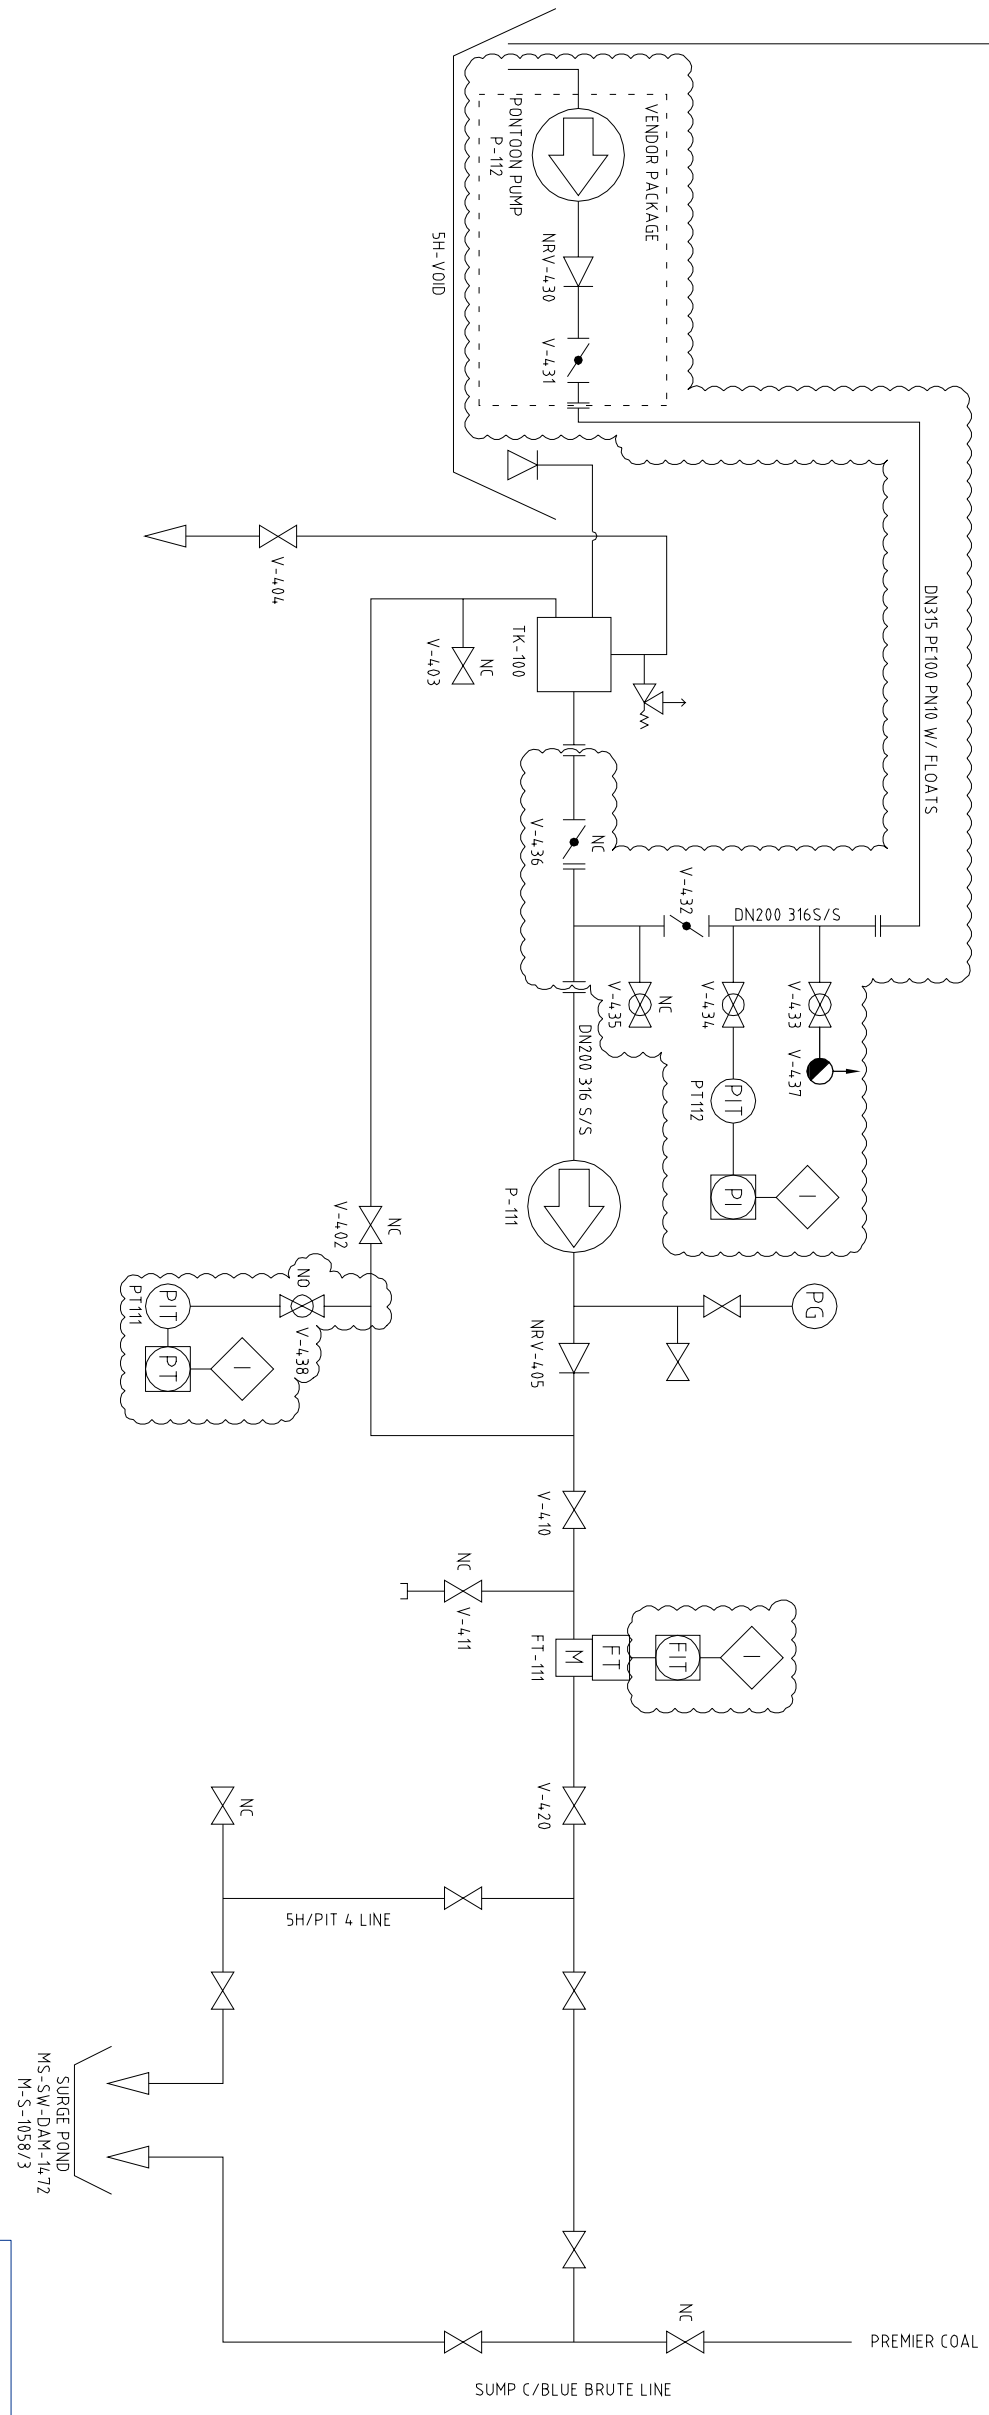 VENDOR PACKAGE
PONTOON PUMP
P-112
NRV-430
V-431
5H-VOID
DN315 PE100 PN10 W/ FLOATS
V-404
V-403
NC
TK-100
V-436
NC
V-432
DN200 316S/S
V-435
NC
V-434
V-433
V-437
PT112
PIT
PI
I
DN200 316 S/S
P-111
V-402
NC
PG
NRV-405
PT111
PIT
NO
V-438
PT
I
V-410
NC
V-411
FT-111
M
FT
FIT
I
V-420
NC
5H/PIT 4 LINE
SURGE POND
MS-SW-DAM-1472
M-S-1058/3
NC
PREMIER COAL
SUMP C/BLUE BRUTE LINE